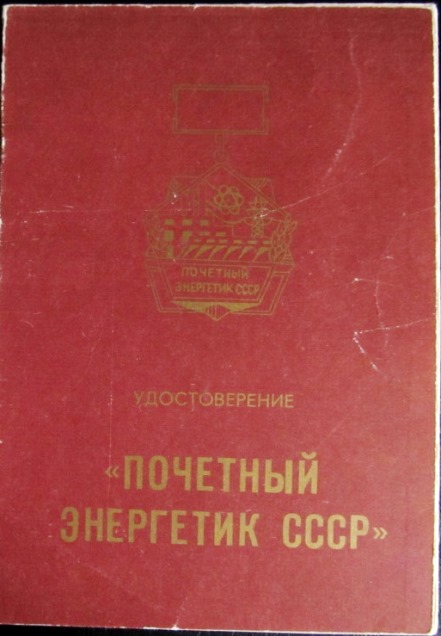 ПОЧЕТНЫЙ
ЭНЕРГЕТИК СССР
УДОСТОВЕРЕНИЕ
«ПОЧЕТНЫЙ
ЭНЕРГЕТИК СССР»